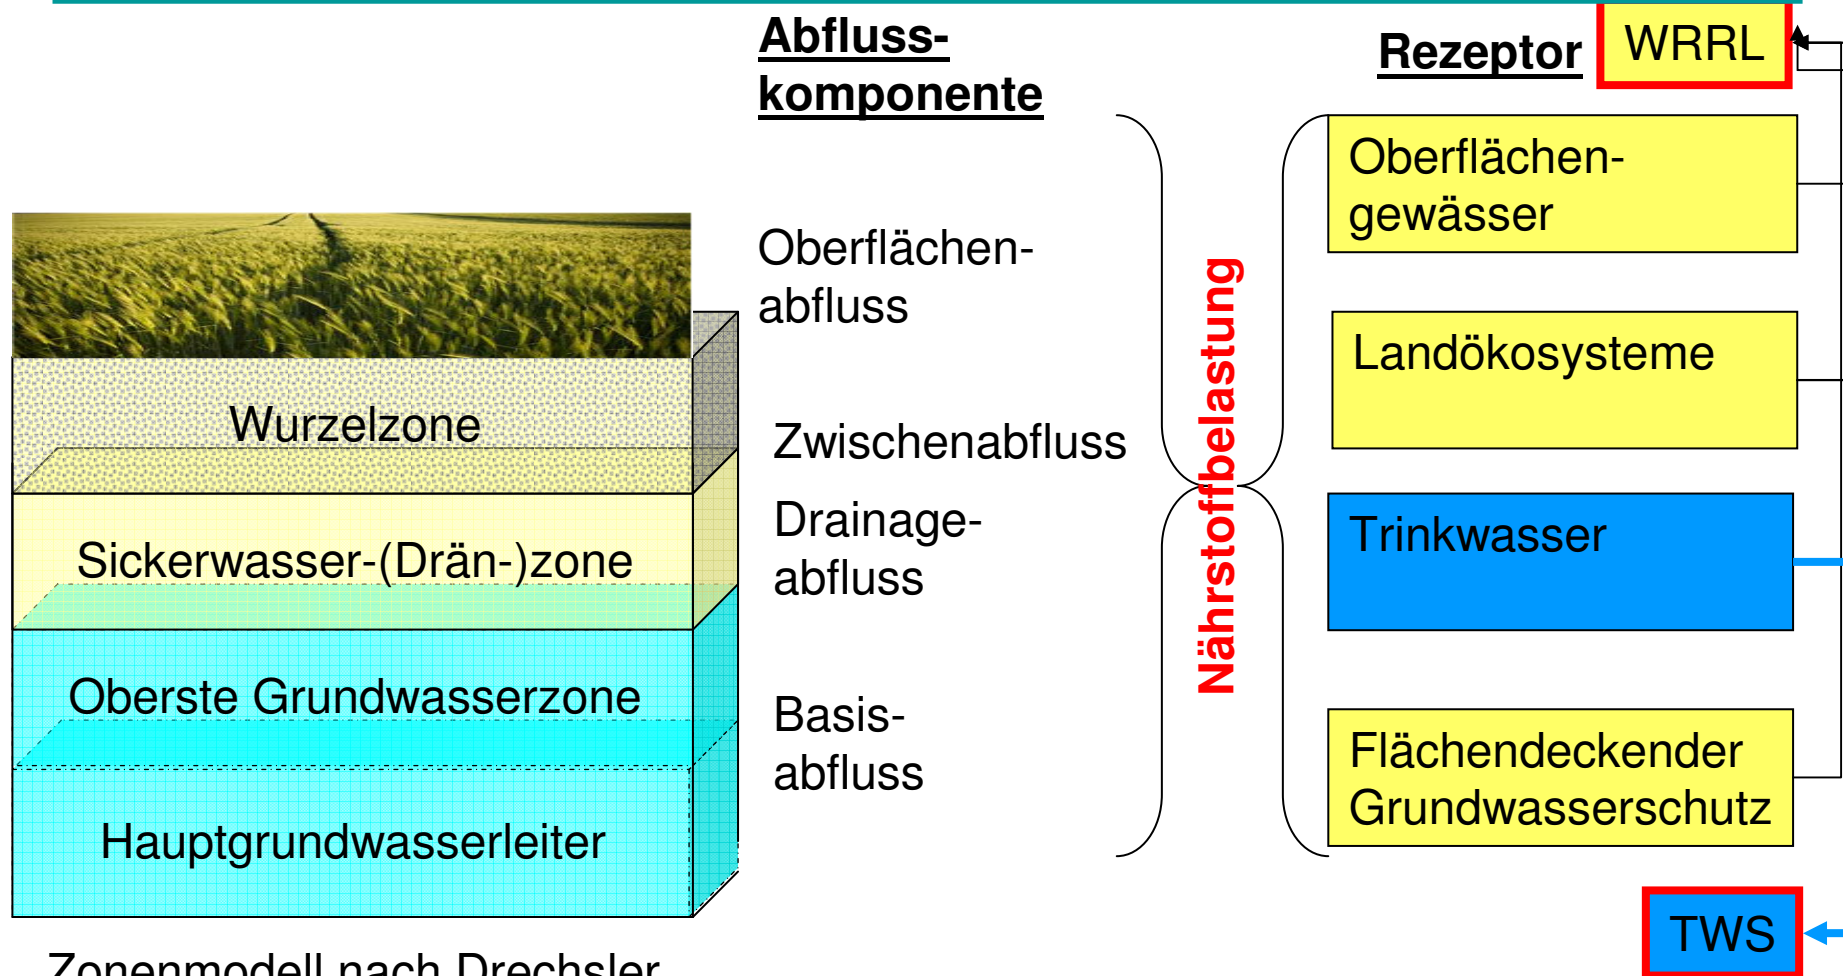 Abfluss-
komponente
Rezeptor
WRRL
Oberflächen-
abfluss
Zwischenabfluss
Drainage-
abfluss
Basis-
abfluss
Wurzelzone
Sickerwasser-(Drän-)zone
Oberste Grundwasserzone
Hauptgrundwasserleiter
Zonenmodell nach Drechsler
Nährstoffbelastung
Oberflächen-
gewässer
Landökosysteme
Trinkwasser
Flächendeckender
Grundwasserschutz
TWS